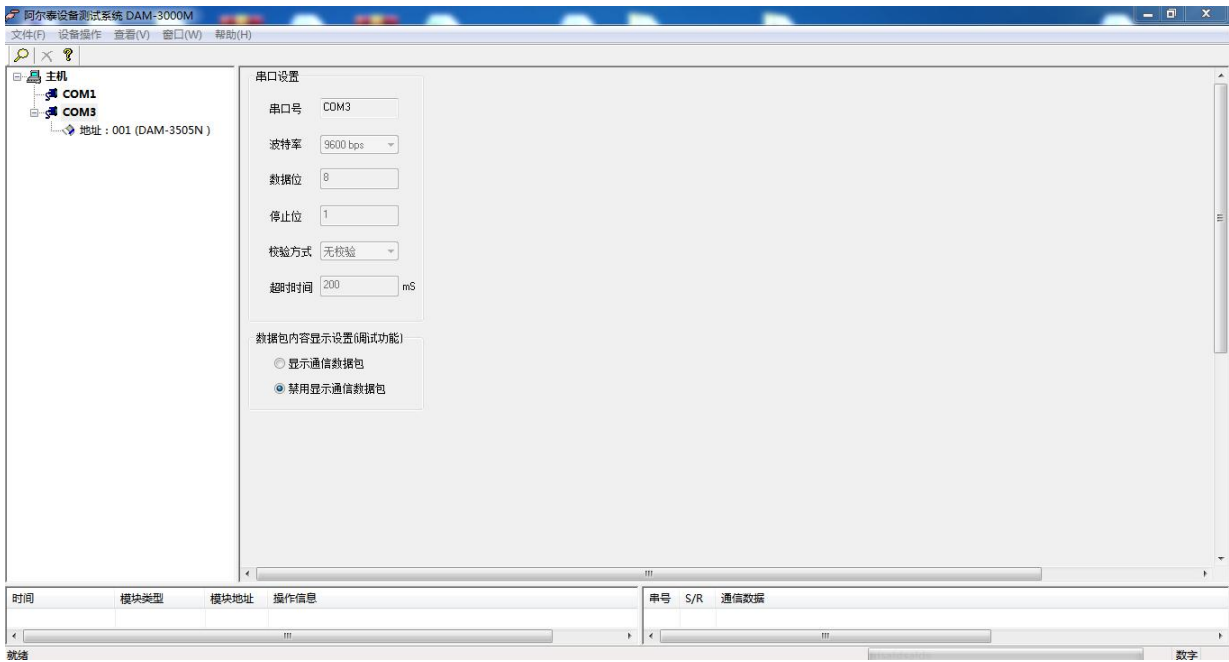 阿尔泰设备测试系统 DAM-3000M
文件(F) 设备操作 查看(V) 窗口(W) 帮助(H)
主机
COM1
COM3
地址：001 (DAM-3505N )
串口设置
串口号 COM3
波特率 9600 bps
数据位 8
停止位 1
校验方式 无校验
超时时间 200 mS
数据包内容显示设置(调试功能)
显示通信数据包
禁用显示通信数据包
时间 模块类型 模块地址 操作信息
串号 S/R 通信数据
就绪 数字